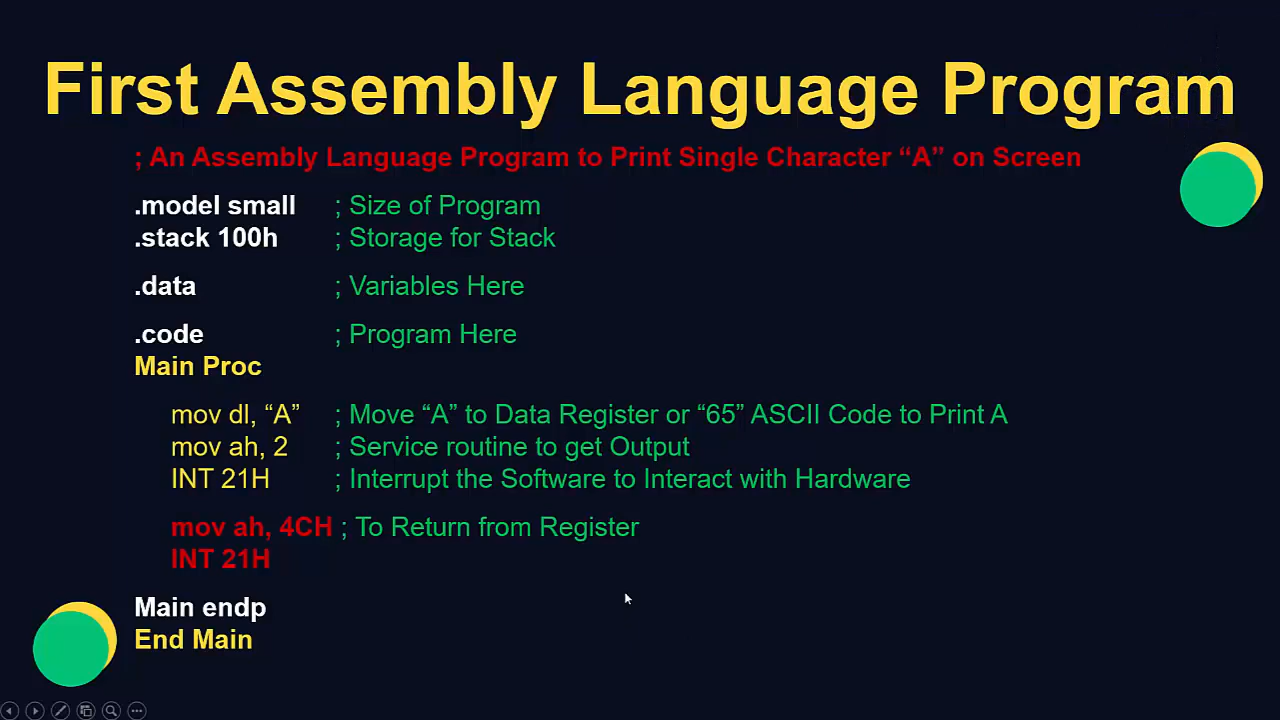 First Assembly Language Program
; An Assembly Language Program to Print Single Character “A” on Screen
.model small ; Size of Program
.stack 100h ; Storage for Stack
.data ; Variables Here
.code ; Program Here
Main Proc
mov dl, “A” ; Move “A” to Data Register or “65” ASCII Code to Print A
mov ah, 2 ; Service routine to get Output
INT 21H ; Interrupt the Software to Interact with Hardware
mov ah, 4CH ; To Return from Register
INT 21H
Main endp
End Main